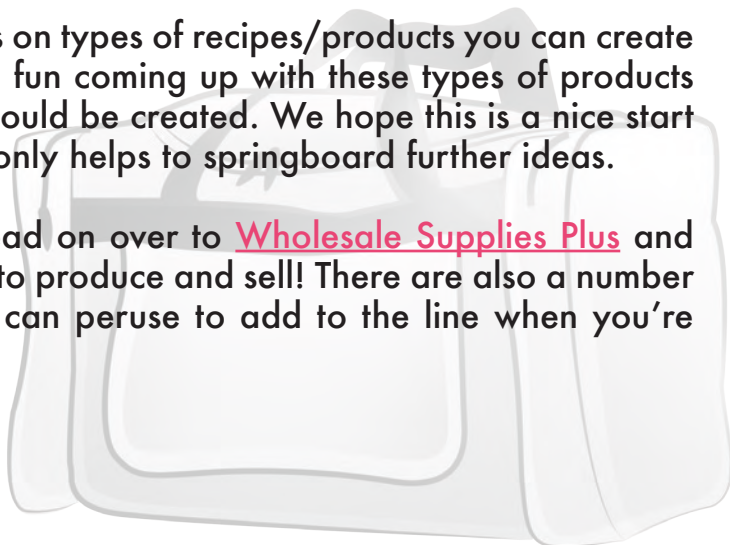 s on types of recipes/products you can create
fun coming up with these types of products
ould be created. We hope this is a nice start
only helps to springboard further ideas.
ad on over to Wholesale Supplies Plus and
to produce and sell! There are also a number
can peruse to add to the line when you're